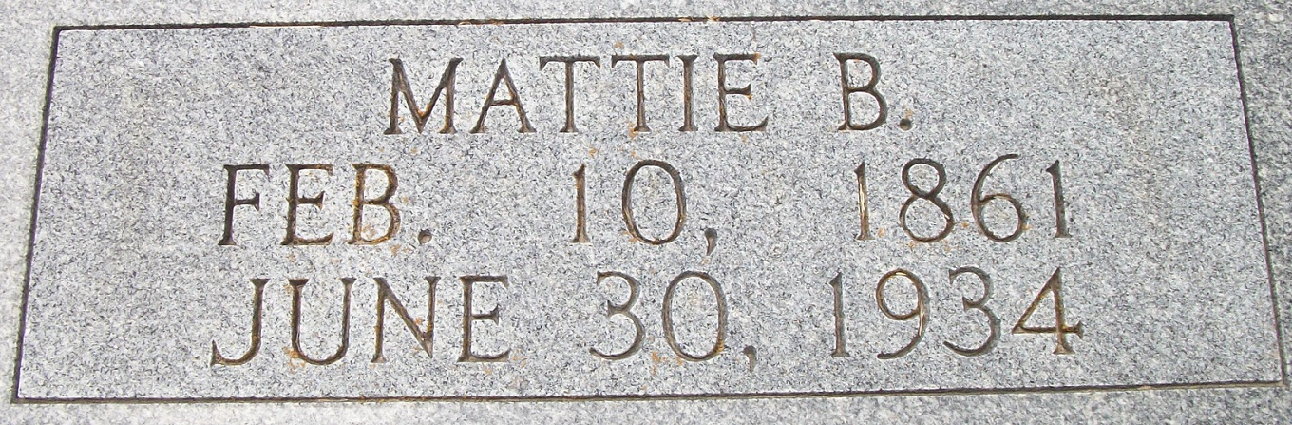 MATTIE B.
FEB. 10, 1861
JUNE 30, 1934